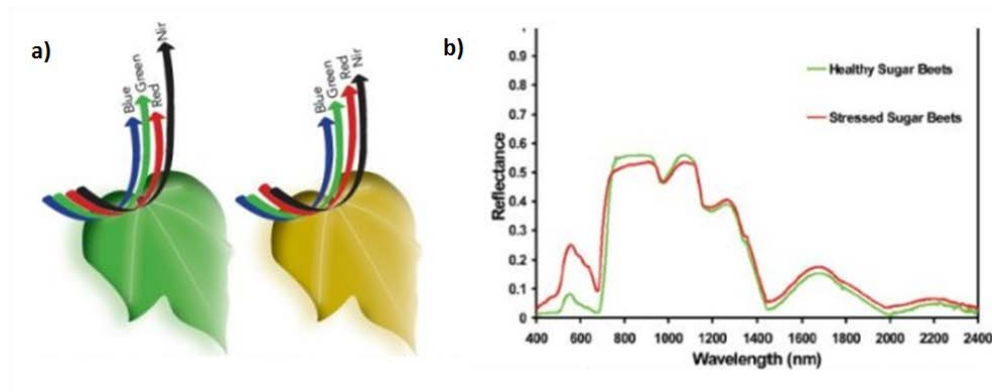 a)
Blue
Green
Red
Nir
Blue
Green
Red
Nir
b)
Reflectance
0.9
0.8
0.7
0.6
0.5
0.4
0.3
0.2
0.1
0
Healthy Sugar Beets
Stressed Sugar Beets
400 600 800 1000 1200 1400 1600 1800 2000 2200 2400
Wavelength (nm)